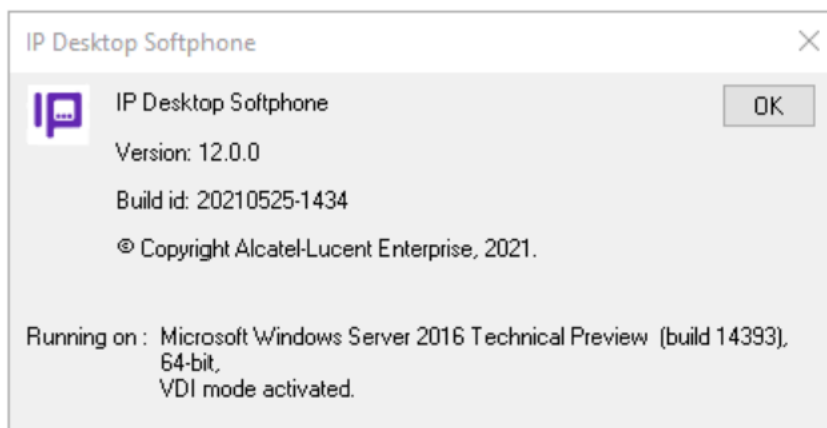 IP Desktop Softphone
IP Desktop Softphone
OK
Version: 12.0.0
Build id: 20210525-1434
© Copyright Alcatel-Lucent Enterprise, 2021.
Running on : Microsoft Windows Server 2016 Technical Preview (build 14393),
64-bit,
VDI mode activated.